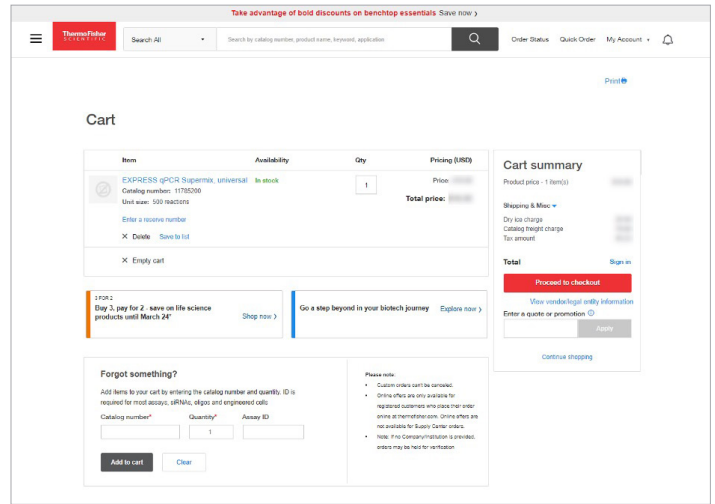 Take advantage of bold discounts on benchtop essentials Save now >
ThermoFisher
SCIENTIFIC
Search All
Search by catalog number, product name, keyword, application
Order Status Quick Order My Account
Print
Cart
Item Availability Qty Pricing (USD)
EXPRESS qPCR Supermix, universal In stock 1 Price:
Catalog number: 11785200
Total price:
Unit size: 500 reactions
Enter a reserve number
× Delete Save to list
× Empty cart
Cart summary
Product price - 1 item(s)
Shipping & Misc
Dry ice charge
Catalog freight charge
Tax amount
Total Sign in
Proceed to checkout
View vendor/legal entity information
Enter a quote or promotion
Apply
Continue shopping
3 FOR 2
Buy 3, pay for 2 - save on life science
products until March 24*
Shop now >
Go a step beyond in your biotech journey Explore now >
Forgot something?
Add items to your cart by entering the catalog number and quantity. ID is
required for most assays, siRNAs, oligos and engineered cells
Catalog number* Quantity* Assay ID
1
Add to cart Clear
Please note:
• Custom orders can't be canceled.
• Online offers are only available for
registered customers who place their order
online at thermofisher.com. Online offers are
not available for Supply Center orders.
• Note: If no Company/Institution is provided,
orders may be held for verification